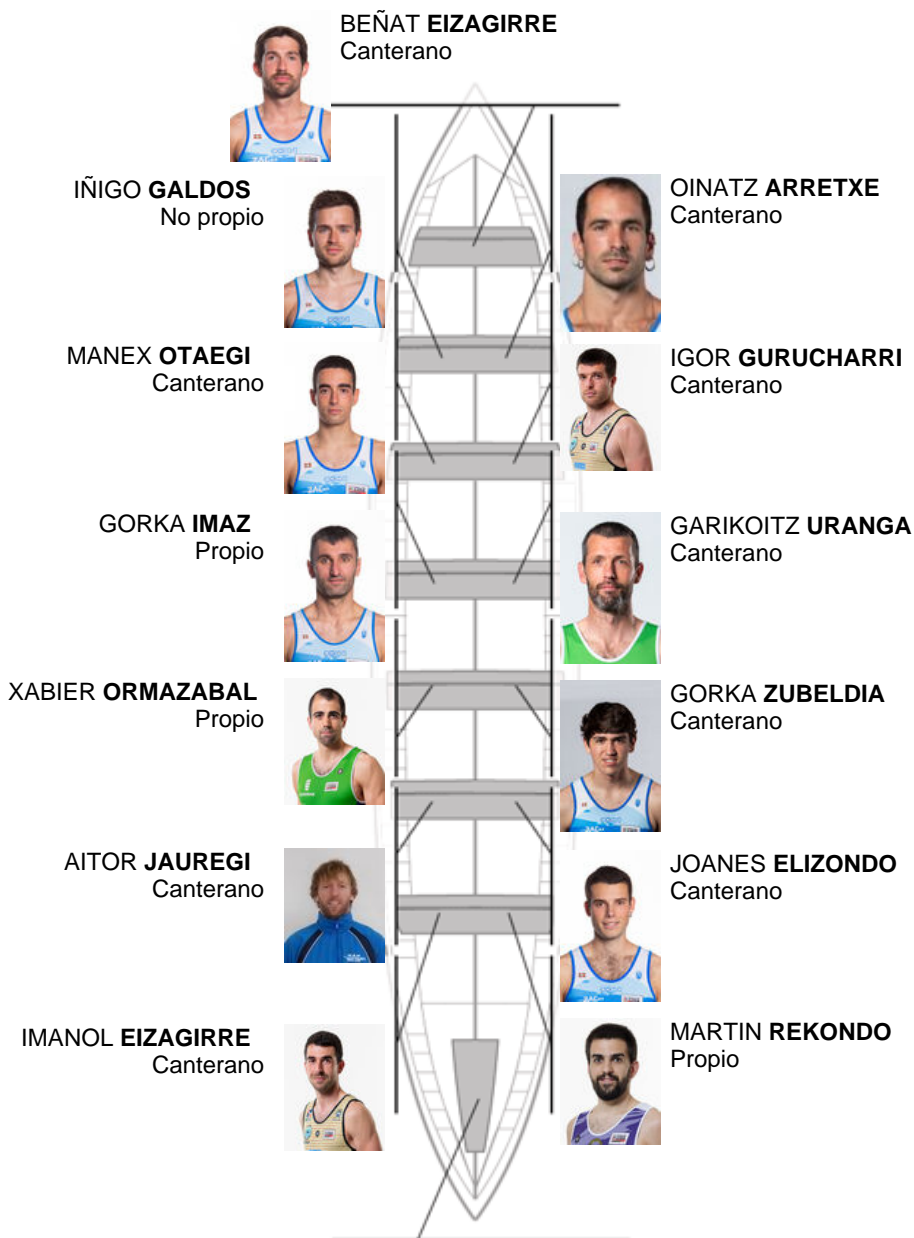 BEÑAT EIZAGIRRE
Canterano
IÑIGO GALDOS
No propio
OINATZ ARRETXE
Canterano
MANEX OTAEGI
Canterano
IGOR GURUCHARRI
Canterano
GORKA IMAZ
Propio
GARIKOITZ URANGA
Canterano
XABIER ORMAZABAL
Propio
GORKA ZUBELDIA
Canterano
AITOR JAUREGI
Canterano
JOANES ELIZONDO
Canterano
IMANOL EIZAGIRRE
Canterano
MARTIN REKONDO
Propio